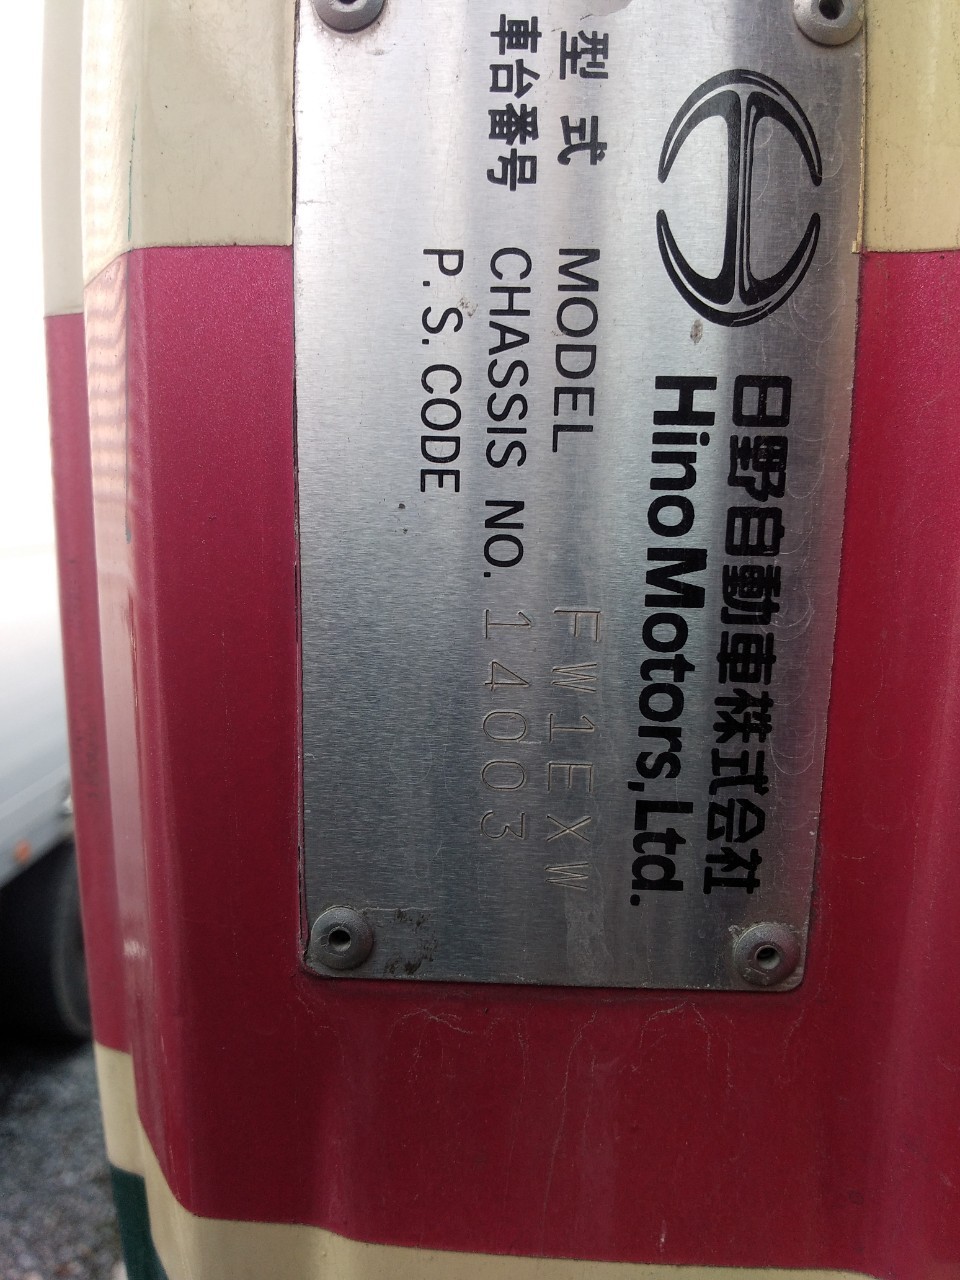 日野自動車株式会社
Hino Motors, Ltd.
型式 MODEL FW1EXW
車台番号 CHASSIS NO. 14003
P.S. CODE